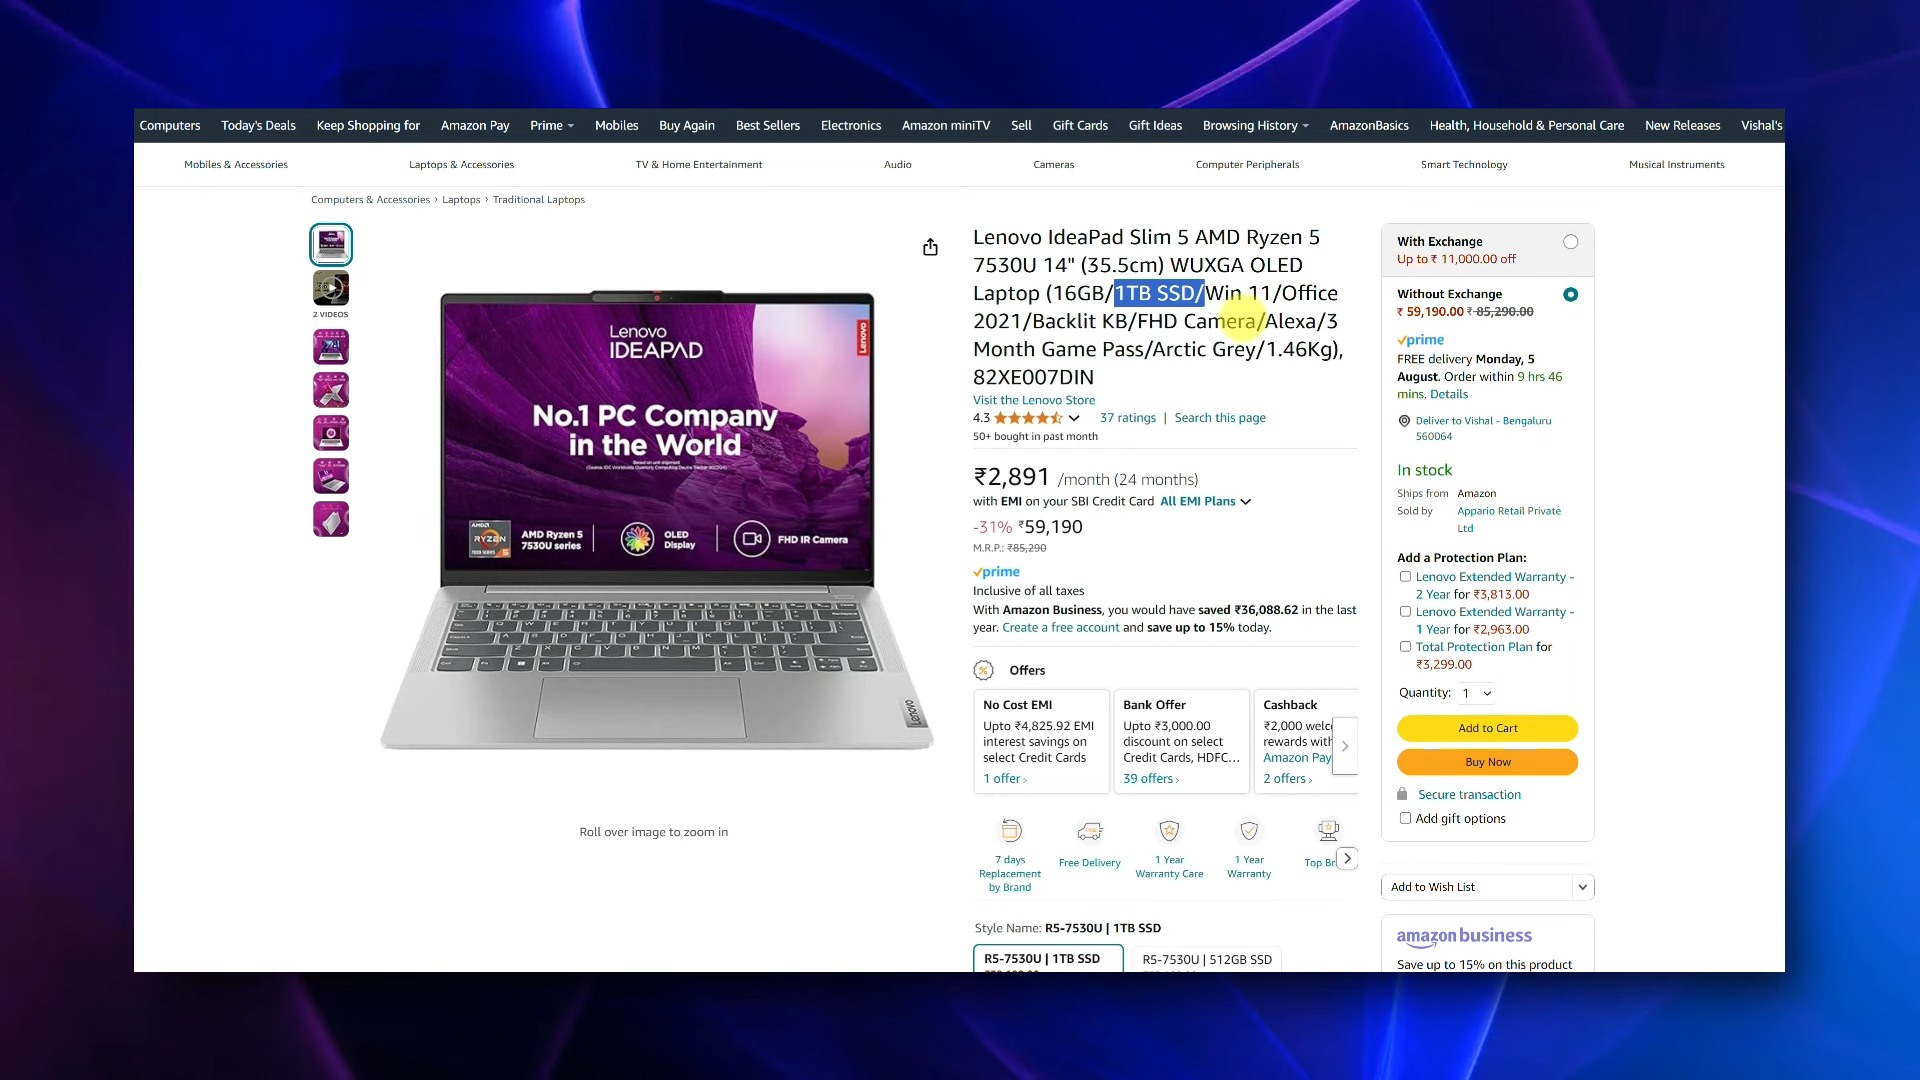 Computers Today's Deals Keep Shopping for Amazon Pay Prime Mobiles Buy Again Best Sellers Electronics Amazon miniTV Sell Gift Cards Gift Ideas Browsing History AmazonBasics Health, Household & Personal Care New Releases Vishal's
Mobiles & Accessories Laptops & Accessories TV & Home Entertainment Audio Cameras Computer Peripherals Smart Technology Musical Instruments
Computers & Accessories › Laptops › Traditional Laptops
2 VIDEOS
Lenovo
IDEAPAD
Lenovo
No.1 PC Company
in the World
AMD
RYZEN
5
AMD Ryzen 5
7530U series
OLED
Display
FHD IR Camera
Lenovo
Roll over image to zoom in
Lenovo IdeaPad Slim 5 AMD Ryzen 5
7530U 14" (35.5cm) WUXGA OLED
Laptop (16GB/1TB SSD/Win 11/Office
2021/Backlit KB/FHD Camera/Alexa/3
Month Game Pass/Arctic Grey/1.46Kg),
82XE007DIN
Visit the Lenovo Store
4.3 37 ratings | Search this page
50+ bought in past month
₹2,891 /month (24 months)
with EMI on your SBI Credit Card All EMI Plans
-31% ₹59,190
M.R.P.: ₹85,290
prime
Inclusive of all taxes
With Amazon Business, you would have saved ₹36,088.62 in the last
year. Create a free account and save up to 15% today.
Offers
No Cost EMI
Upto ₹4,825.92 EMI
interest savings on
select Credit Cards
1 offer ›
Bank Offer
Upto ₹3,000.00
discount on select
Credit Cards, HDFC...
39 offers ›
Cashback
₹2,000 welc
rewards with
Amazon Pay
2 offers ›
7 days
Replacement
by Brand
FREE
Free Delivery
1 Year
Warranty Care
1 Year
Warranty
Top Br
Style Name: R5-7530U | 1TB SSD
R5-7530U | 1TB SSD
R5-7530U | 512GB SSD
With Exchange
Up to ₹ 11,000.00 off
Without Exchange
₹ 59,190.00 ₹ 85,290.00
prime
FREE delivery Monday, 5
August. Order within 9 hrs 46
mins. Details
Deliver to Vishal - Bengaluru
560064
In stock
Ships from Amazon
Sold by Appario Retail Private
Ltd
Add a Protection Plan:
Lenovo Extended Warranty -
2 Year for ₹3,813.00
Lenovo Extended Warranty -
1 Year for ₹2,963.00
Total Protection Plan for
₹3,299.00
Quantity: 1
Add to Cart
Buy Now
Secure transaction
Add gift options
Add to Wish List
amazon business
Save up to 15% on this product